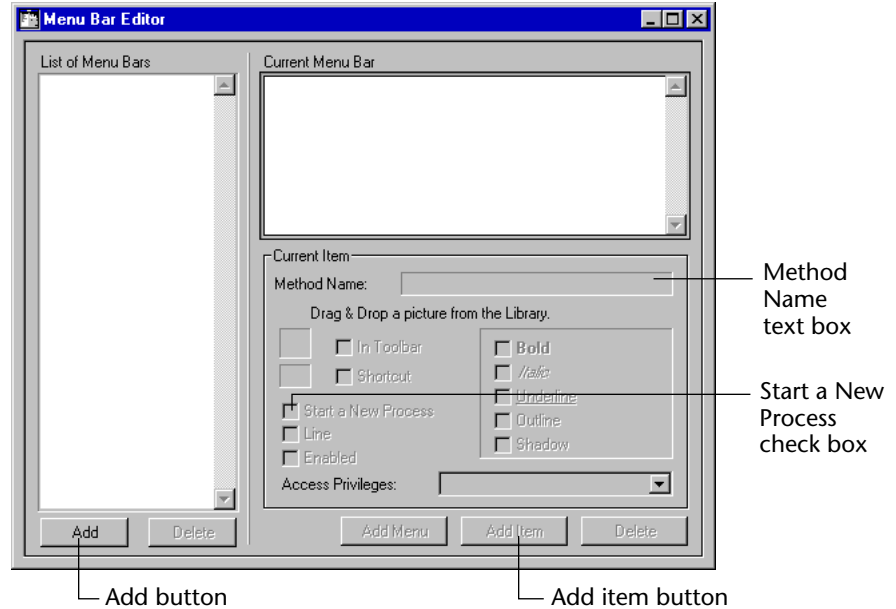 Menu Bar Editor
List of Menu Bars
Current Menu Bar
Current Item
Method Name:
Drag & Drop a picture from the Library.
In Toolbar
Shortcut
Start a New Process
Line
Enabled
Bold
Italic
Underline
Outline
Shadow
Access Privileges:
Add
Delete
Add Menu
Add Item
Delete
Method
Name
text box
Start a New
Process
check box
Add button
Add item button